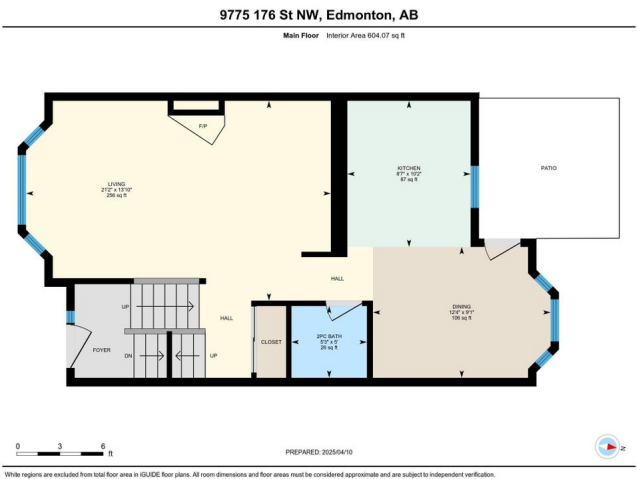 9775 176 St NW, Edmonton, AB
Main Floor Interior Area 604.07 sq ft
F/P
LIVING
21'2" x 13'10"
256 sq ft
KITCHEN
8'7" x 10'2"
87 sq ft
PATIO
HALL
UP
HALL
DINING
12'4" x 9'1"
106 sq ft
FOYER
DN
UP
CLOSET
2PC BATH
5'3" x 5'
26 sq ft
0 3 6
ft
PREPARED: 2025/04/10
N
White regions are excluded from total floor area in iGUIDE floor plans. All room dimensions and floor areas must be considered approximate and are subject to independent verification.